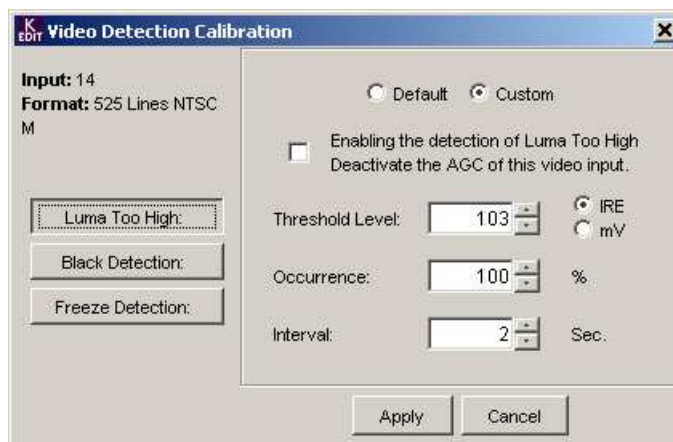 K EDIT Video Detection Calibration
Input: 14
Format: 525 Lines NTSC
M
Default Custom
Enabling the detection of Luma Too High
Deactivate the AGC of this video input.
Luma Too High:
Black Detection:
Freeze Detection:
Threshold Level: 103 IRE
mV
Occurrence: 100 %
Interval: 2 Sec.
Apply Cancel